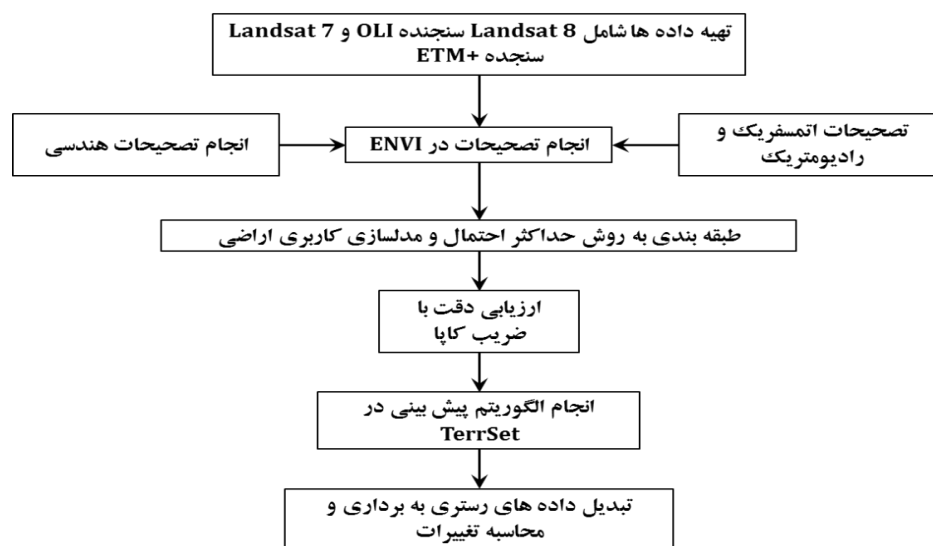 تهیه داده ها شامل Landsat 8 سنجنده OLI و Landsat 7
سنجده ETM+
تصحیحات اتمسفریک و
رادیومتریک
انجام تصحیحات در ENVI
انجام تصحیحات هندسی
طبقه بندی به روش حداکثر احتمال و مدلسازی کاربری اراضی
ارزیابی دقت با
ضریب کاپا
انجام الگوریتم پیش بینی در
TerrSet
تبدیل داده های رستری به برداری و
محاسبه تغییرات